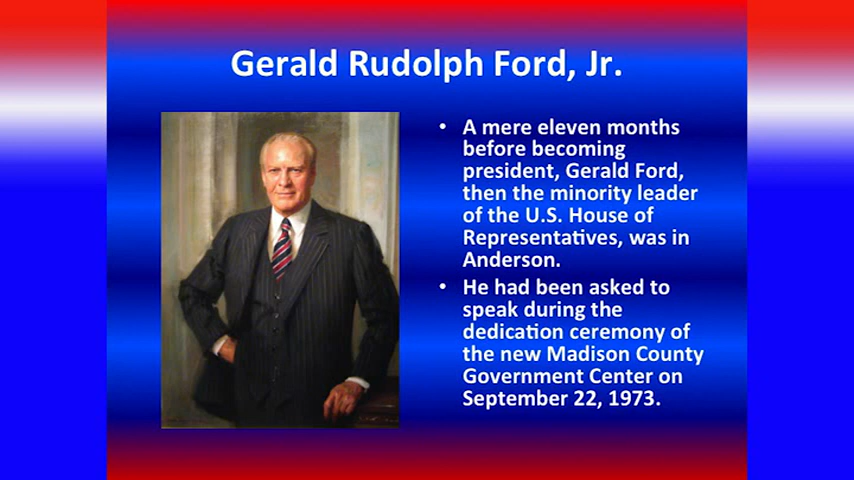 Gerald Rudolph Ford, Jr.
• A mere eleven months
before becoming
president, Gerald Ford,
then the minority leader
of the U.S. House of
Representatives, was in
Anderson.
• He had been asked to
speak during the
dedication ceremony of
the new Madison County
Government Center on
September 22, 1973.